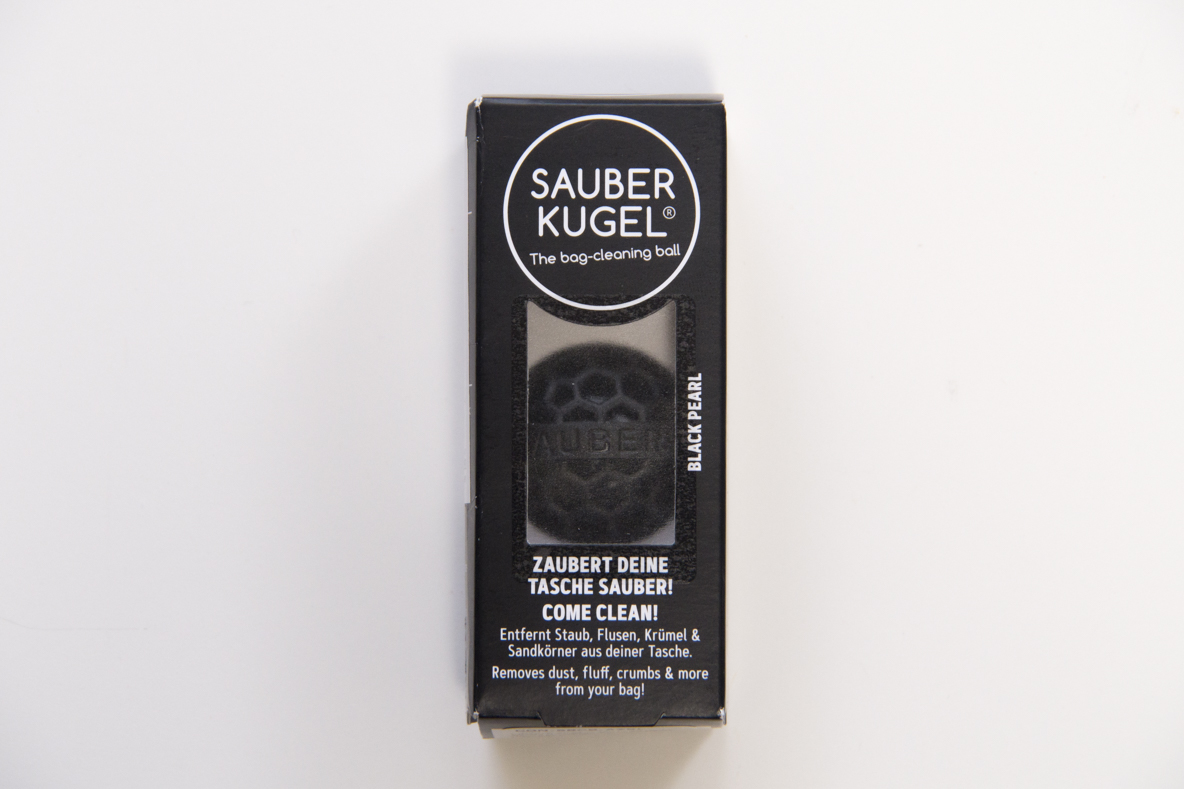 SAUBER
KUGEL®
The bag-cleaning ball
AUBER
BLACK PEARL
ZAUBERT DEINE
TASCHE SAUBER!
COME CLEAN!
Entfernt Staub, Flusen, Krümel &
Sandkörner aus deiner Tasche.
Removes dust, fluff, crumbs & more
from your bag!